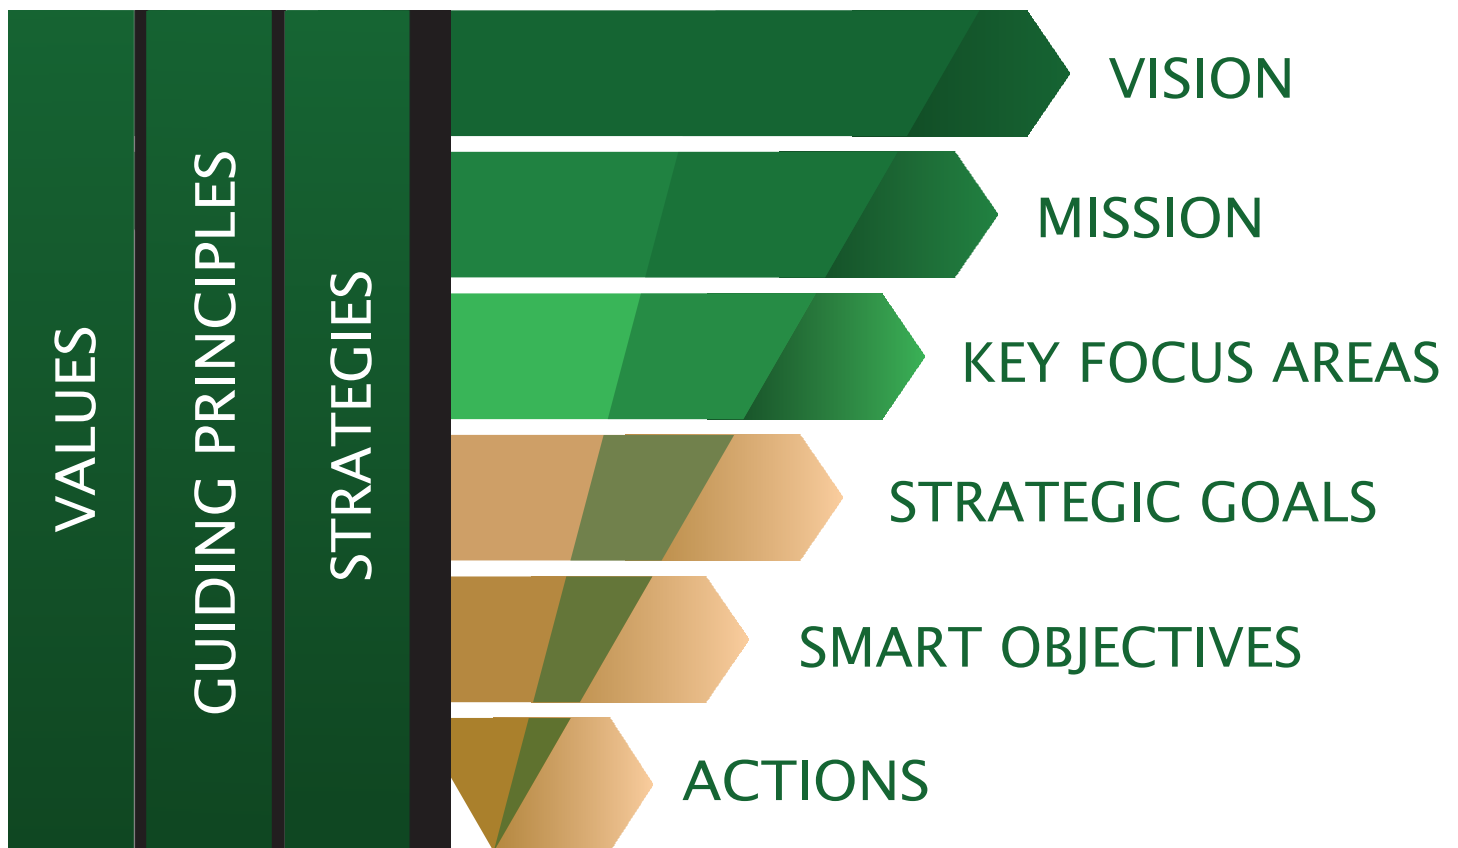 VALUES
GUIDING PRINCIPLES
STRATEGIES
VISION
MISSION
KEY FOCUS AREAS
STRATEGIC GOALS
SMART OBJECTIVES
ACTIONS